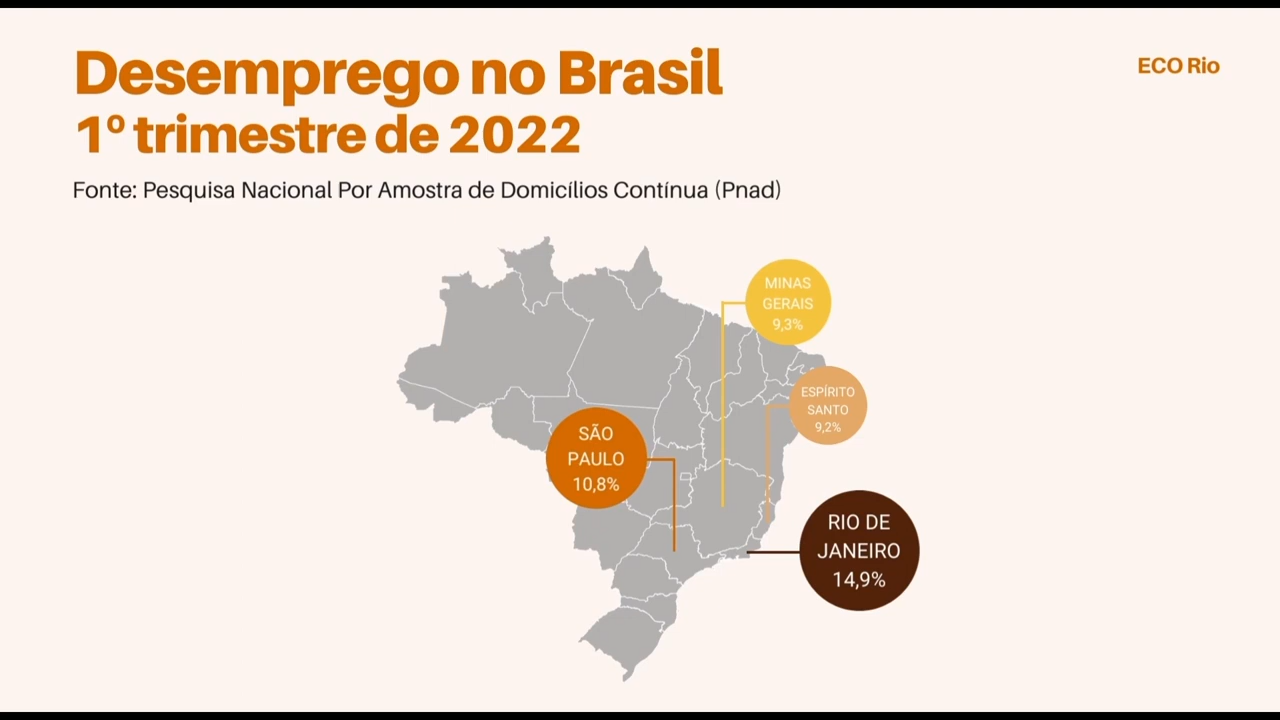 Desemprego no Brasil
ECO Rio
1º trimestre de 2022
Fonte: Pesquisa Nacional Por Amostra de Domicílios Contínua (Pnad)
MINAS
GERAIS
9,3%
ESPÍRITO
SANTO
9,2%
SÃO
PAULO
10,8%
RIO DE
JANEIRO
14,9%